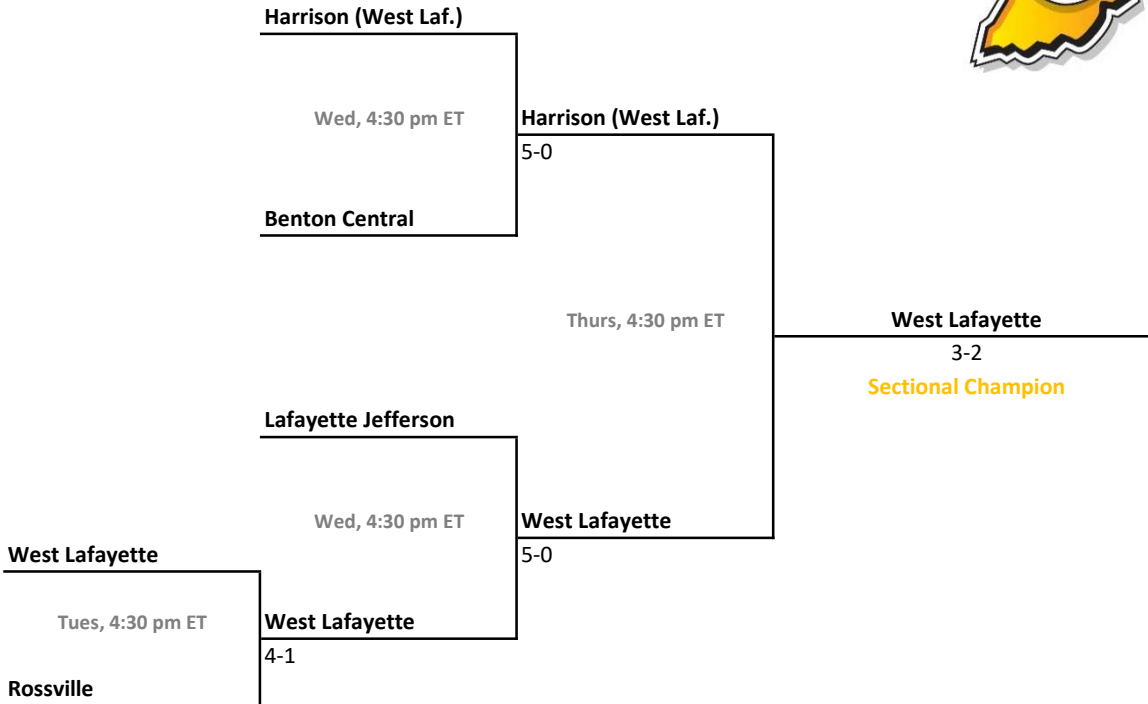 Harrison (West Laf.)
Wed, 4:30 pm ET
Harrison (West Laf.)
5-0
Benton Central
Thurs, 4:30 pm ET
West Lafayette
3-2
Sectional Champion
Lafayette Jefferson
Wed, 4:30 pm ET
West Lafayette
5-0
West Lafayette
Tues, 4:30 pm ET
West Lafayette
4-1
Rossville